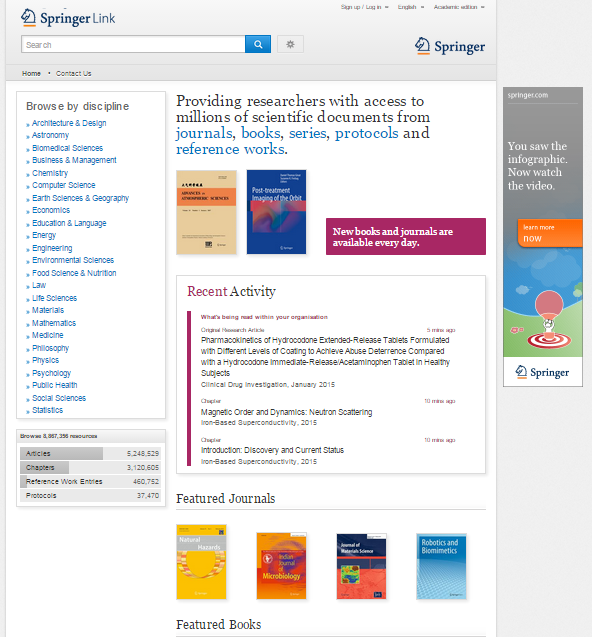 Springer Link
Sign up / Log in
English
Academic edition
Search
Springer
Home • Contact Us
Browse by discipline
» Architecture & Design
» Astronomy
» Biomedical Sciences
» Business & Management
» Chemistry
» Computer Science
» Earth Sciences & Geography
» Economics
» Education & Language
» Energy
» Engineering
» Environmental Sciences
» Food Science & Nutrition
» Law
» Life Sciences
» Materials
» Mathematics
» Medicine
» Philosophy
» Physics
» Psychology
» Public Health
» Social Sciences
» Statistics
Browse 8,867,356 resources
Articles 5,248,529
Chapters 3,120,605
Reference Work Entries 460,752
Protocols 37,470
Providing researchers with access to
millions of scientific documents from
journals, books, series, protocols and
reference works.
ADVANCES IN
ATMOSPHERIC SCIENCES
Post-treatment
Imaging of the Orbit
New books and journals are
available every day.
Recent Activity
What's being read within your organisation
Original Research Article 5 mins ago
Pharmacokinetics of Hydrocodone Extended-Release Tablets Formulated
with Different Levels of Coating to Achieve Abuse Deterrence Compared
with a Hydrocodone Immediate-Release/Acetaminophen Tablet in Healthy
Subjects
Clinical Drug Investigation, January 2015
Chapter 10 mins ago
Magnetic Order and Dynamics: Neutron Scattering
Iron-Based Superconductivity, 2015
Chapter 10 mins ago
Introduction: Discovery and Current Status
Iron-Based Superconductivity, 2015
Featured Journals
Natural
Hazards
Indian
Journal of
Microbiology
Journal of
Materials Science
Robotics and
Biomimetics
Featured Books
springer.com
You saw the
infographic.
Now watch
the video.
learn more
now
Springer